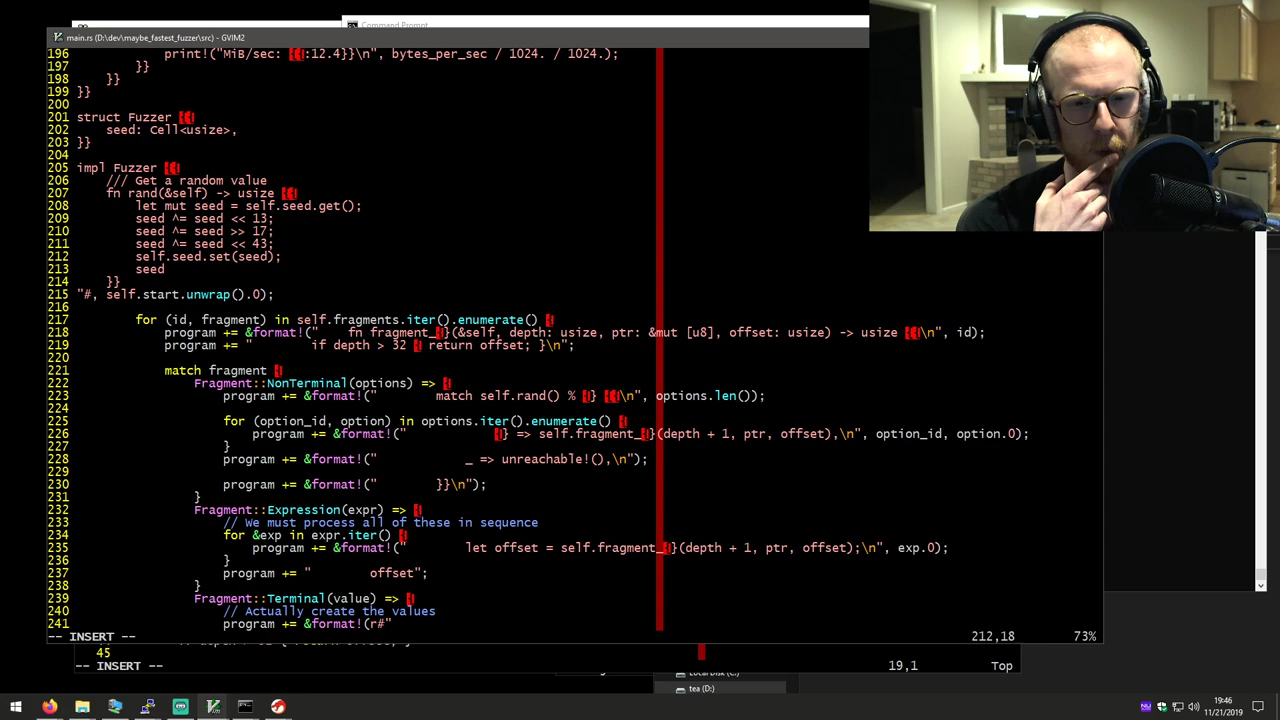 Command Prompt
main.rs (D:\dev\maybe_fastest_fuzzer\src) - GVIM2
196 print!("MiB/sec: {{:12.4}}\n", bytes_per_sec / 1024. / 1024.);
197 }}
198 }}
199 }}
200
201 struct Fuzzer {{
202 seed: Cell<usize>,
203 }}
204
205 impl Fuzzer {{
206 /// Get a random value
207 fn rand(&self) -> usize {{
208 let mut seed = self.seed.get();
209 seed ^= seed << 13;
210 seed ^= seed >> 17;
211 seed ^= seed << 43;
212 self.seed.set(seed);
213 seed
214 }}
215 "#, self.start.unwrap().0);
216
217 for (id, fragment) in self.fragments.iter().enumerate() {
218 program += &format!(" fn fragment_{}(&self, depth: usize, ptr: &mut [u8], offset: usize) -> usize {{\n", id);
219 program += " if depth > 32 { return offset; }\n";
220
221 match fragment {
222 Fragment::NonTerminal(options) => {
223 program += &format!(" match self.rand() % {} {{\n", options.len());
224
225 for (option_id, option) in options.iter().enumerate() {
226 program += &format!(" {} => self.fragment_{}(depth + 1, ptr, offset),\n", option_id, option.0);
227 }
228 program += &format!(" _ => unreachable!(),\n");
229
230 program += &format!(" }}\n");
231 }
232 Fragment::Expression(expr) => {
233 // We must process all of these in sequence
234 for &exp in expr.iter() {
235 program += &format!(" let offset = self.fragment_{}(depth + 1, ptr, offset);\n", exp.0);
236 }
237 program += " offset";
238 }
239 Fragment::Terminal(value) => {
240 // Actually create the values
241 program += &format!(r#"
-- INSERT -- 212,18 73%
45
-- INSERT -- 19,1 Top
tea (D:)
19:46
11/21/2019